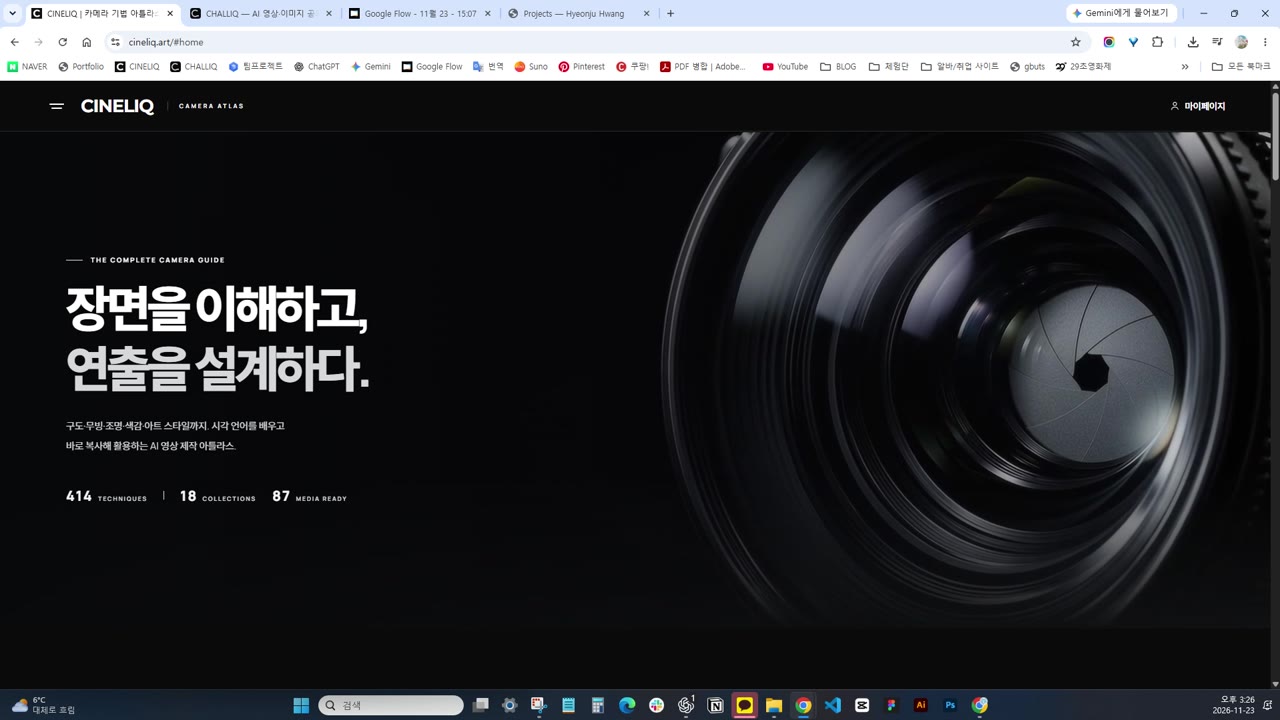 CINELIQ | 카메라 기법 아틀라스
CHALLIQ — AI 영상·이미지 공
Google Flow - 11월 23 - 15:07
Projects — Hyeonju Hwang
Gemini에게 물어보기
cineliq.art/#home
NAVER
Portfolio
CINELIQ
CHALLIQ
팀프로젝트
ChatGPT
Gemini
Google Flow
번역
Suno
Pinterest
쿠팡!
PDF 병합 | Adobe...
YouTube
BLOG
체험단
알바/취업 사이트
gbuts
29초영화제
»
모든 북마크
CINELIQ
CAMERA ATLAS
마이페이지
THE COMPLETE CAMERA GUIDE
장면을 이해하고,
연출을 설계하다.
구도·무빙·조명·색감·아트 스타일까지. 시각 언어를 배우고
바로 복사해 활용하는 AI 영상 제작 아틀라스.
414 TECHNIQUES
18 COLLECTIONS
87 MEDIA READY
6°C
대체로 흐림
검색
오후 3:26
2026-11-23